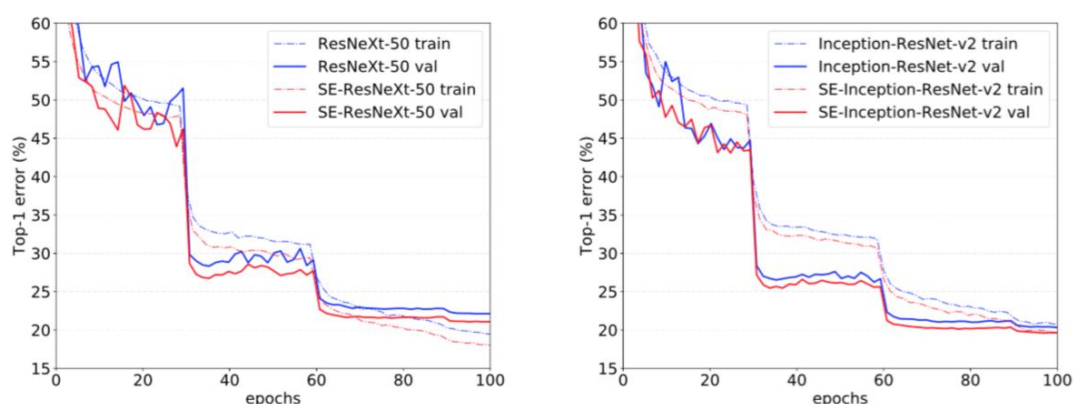 60
55
50
45
40
35
30
25
20
15
0
20
40
60
80
100
Top-1 error (%)
epochs
ResNeXt-50 train
ResNeXt-50 val
SE-ResNeXt-50 train
SE-ResNeXt-50 val
60
55
50
45
40
35
30
25
20
15
0
20
40
60
80
100
Top-1 error (%)
epochs
Inception-ResNet-v2 train
Inception-ResNet-v2 val
SE-Inception-ResNet-v2 train
SE-Inception-ResNet-v2 val